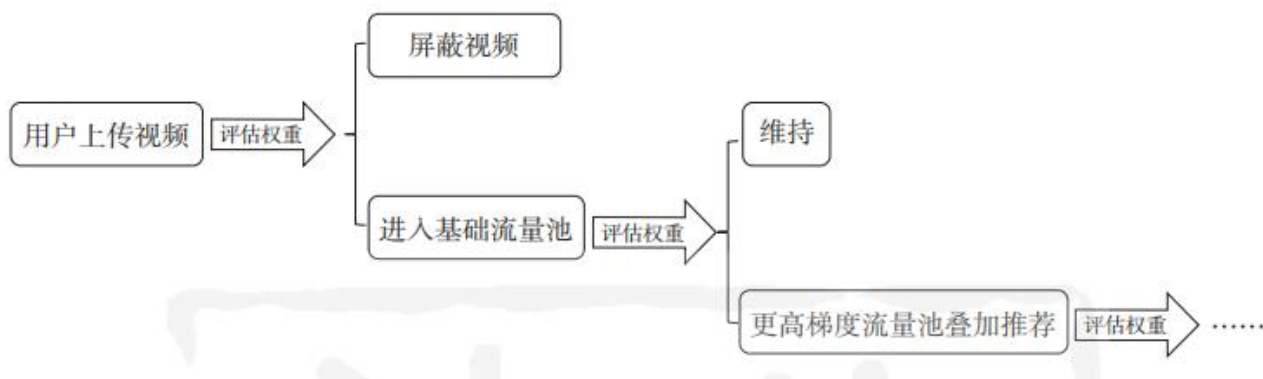 屏蔽视频
用户上传视频
评估权重
维持
进入基础流量池
评估权重
更高梯度流量池叠加推荐
评估权重
……